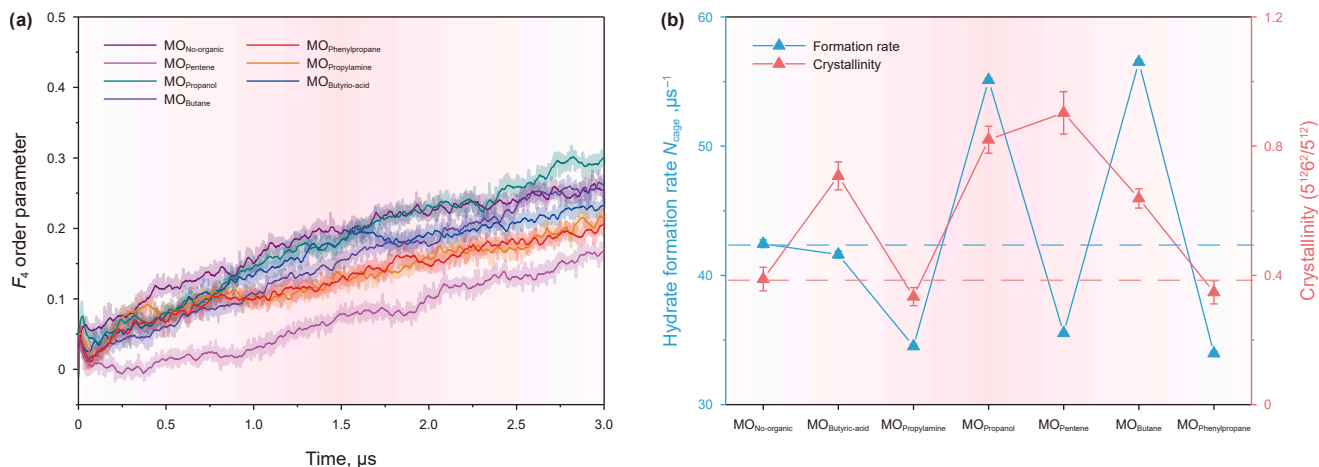 (a)
0.5
0.4
0.3
0.2
0.1
0
F4 order parameter
MONo-organic
MOPentene
MOPropanol
MOButane
MOPhenylpropane
MOPropylamine
MOButyric-acid
0
0.5
1.0
1.5
2.0
2.5
3.0
Time, μs
(b)
60
50
40
30
Hydrate formation rate Ncage ,μs⁻¹
Formation rate
Crystallinity
1.2
0.8
0.4
0
Crystallinity (5¹²6²/5¹²)
MONo-organic
MOButyric-acid
MOPropylamine
MOPropanol
MOPentene
MOButane
MOPhenylpropane